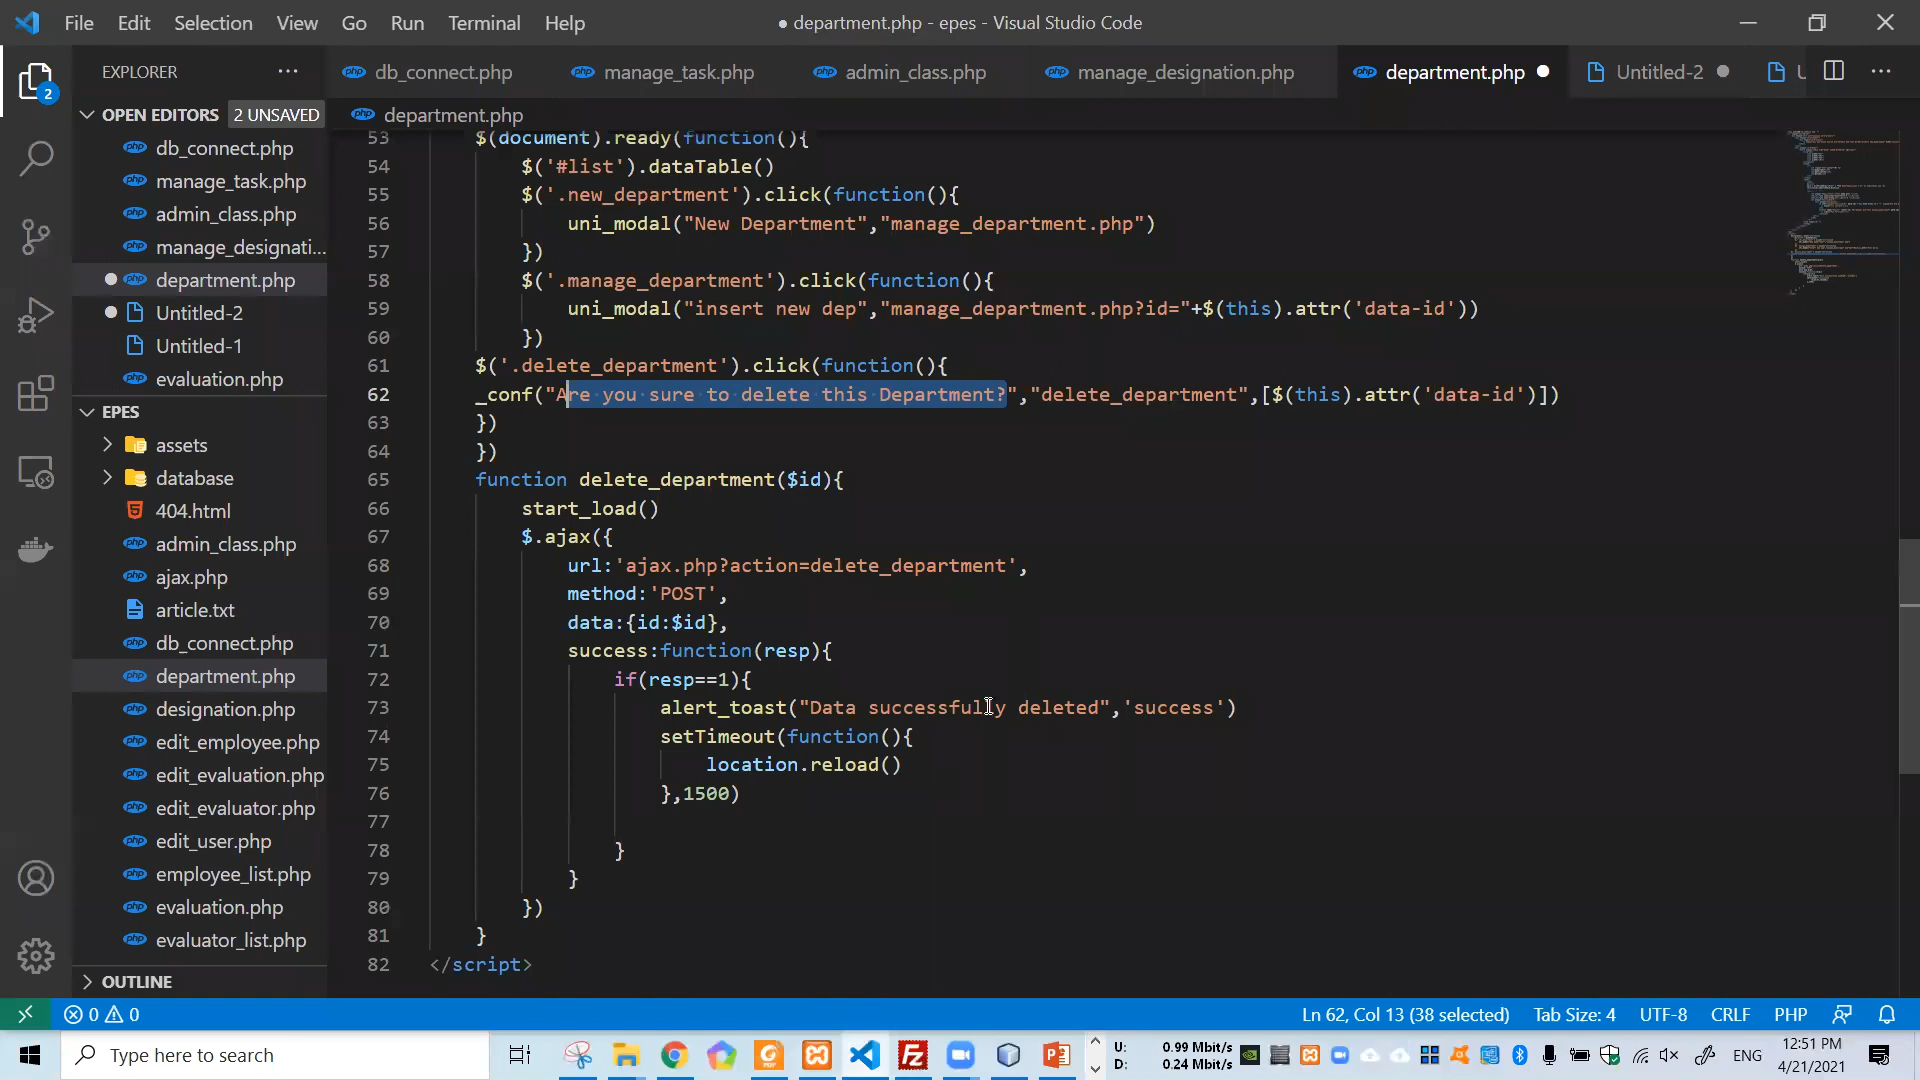 File Edit Selection View Go Run Terminal Help ● department.php - epes - Visual Studio Code
EXPLORER ···
db_connect.php manage_task.php admin_class.php manage_designation.php department.php Untitled-2
department.php
OPEN EDITORS 2 UNSAVED
db_connect.php
manage_task.php
admin_class.php
manage_designati...
department.php
Untitled-2
Untitled-1
evaluation.php
EPES
assets
database
404.html
admin_class.php
ajax.php
article.txt
db_connect.php
department.php
designation.php
edit_employee.php
edit_evaluation.php
edit_evaluator.php
edit_user.php
employee_list.php
evaluation.php
evaluator_list.php
OUTLINE
2
53 $(document).ready(function(){
54 $('#list').dataTable()
55 $('.new_department').click(function(){
56 uni_modal("New Department","manage_department.php")
57 })
58 $('.manage_department').click(function(){
59 uni_modal("insert new dep","manage_department.php?id="+$(this).attr('data-id'))
60 })
61 $('.delete_department').click(function(){
62 _conf("Are you sure to delete this Department?","delete_department",[$(this).attr('data-id')])
63 })
64 })
65 function delete_department($id){
66 start_load()
67 $.ajax({
68 url:'ajax.php?action=delete_department',
69 method:'POST',
70 data:{id:$id},
71 success:function(resp){
72 if(resp==1){
73 alert_toast("Data successfully deleted",'success')
74 setTimeout(function(){
75 location.reload()
76 },1500)
77
78 }
79 }
80 })
81 }
82 </script>
0 0 Ln 62, Col 13 (38 selected) Tab Size: 4 UTF-8 CRLF PHP
Type here to search
U: 0.99 Mbit/s
D: 0.24 Mbit/s
ENG
12:51 PM
4/21/2021